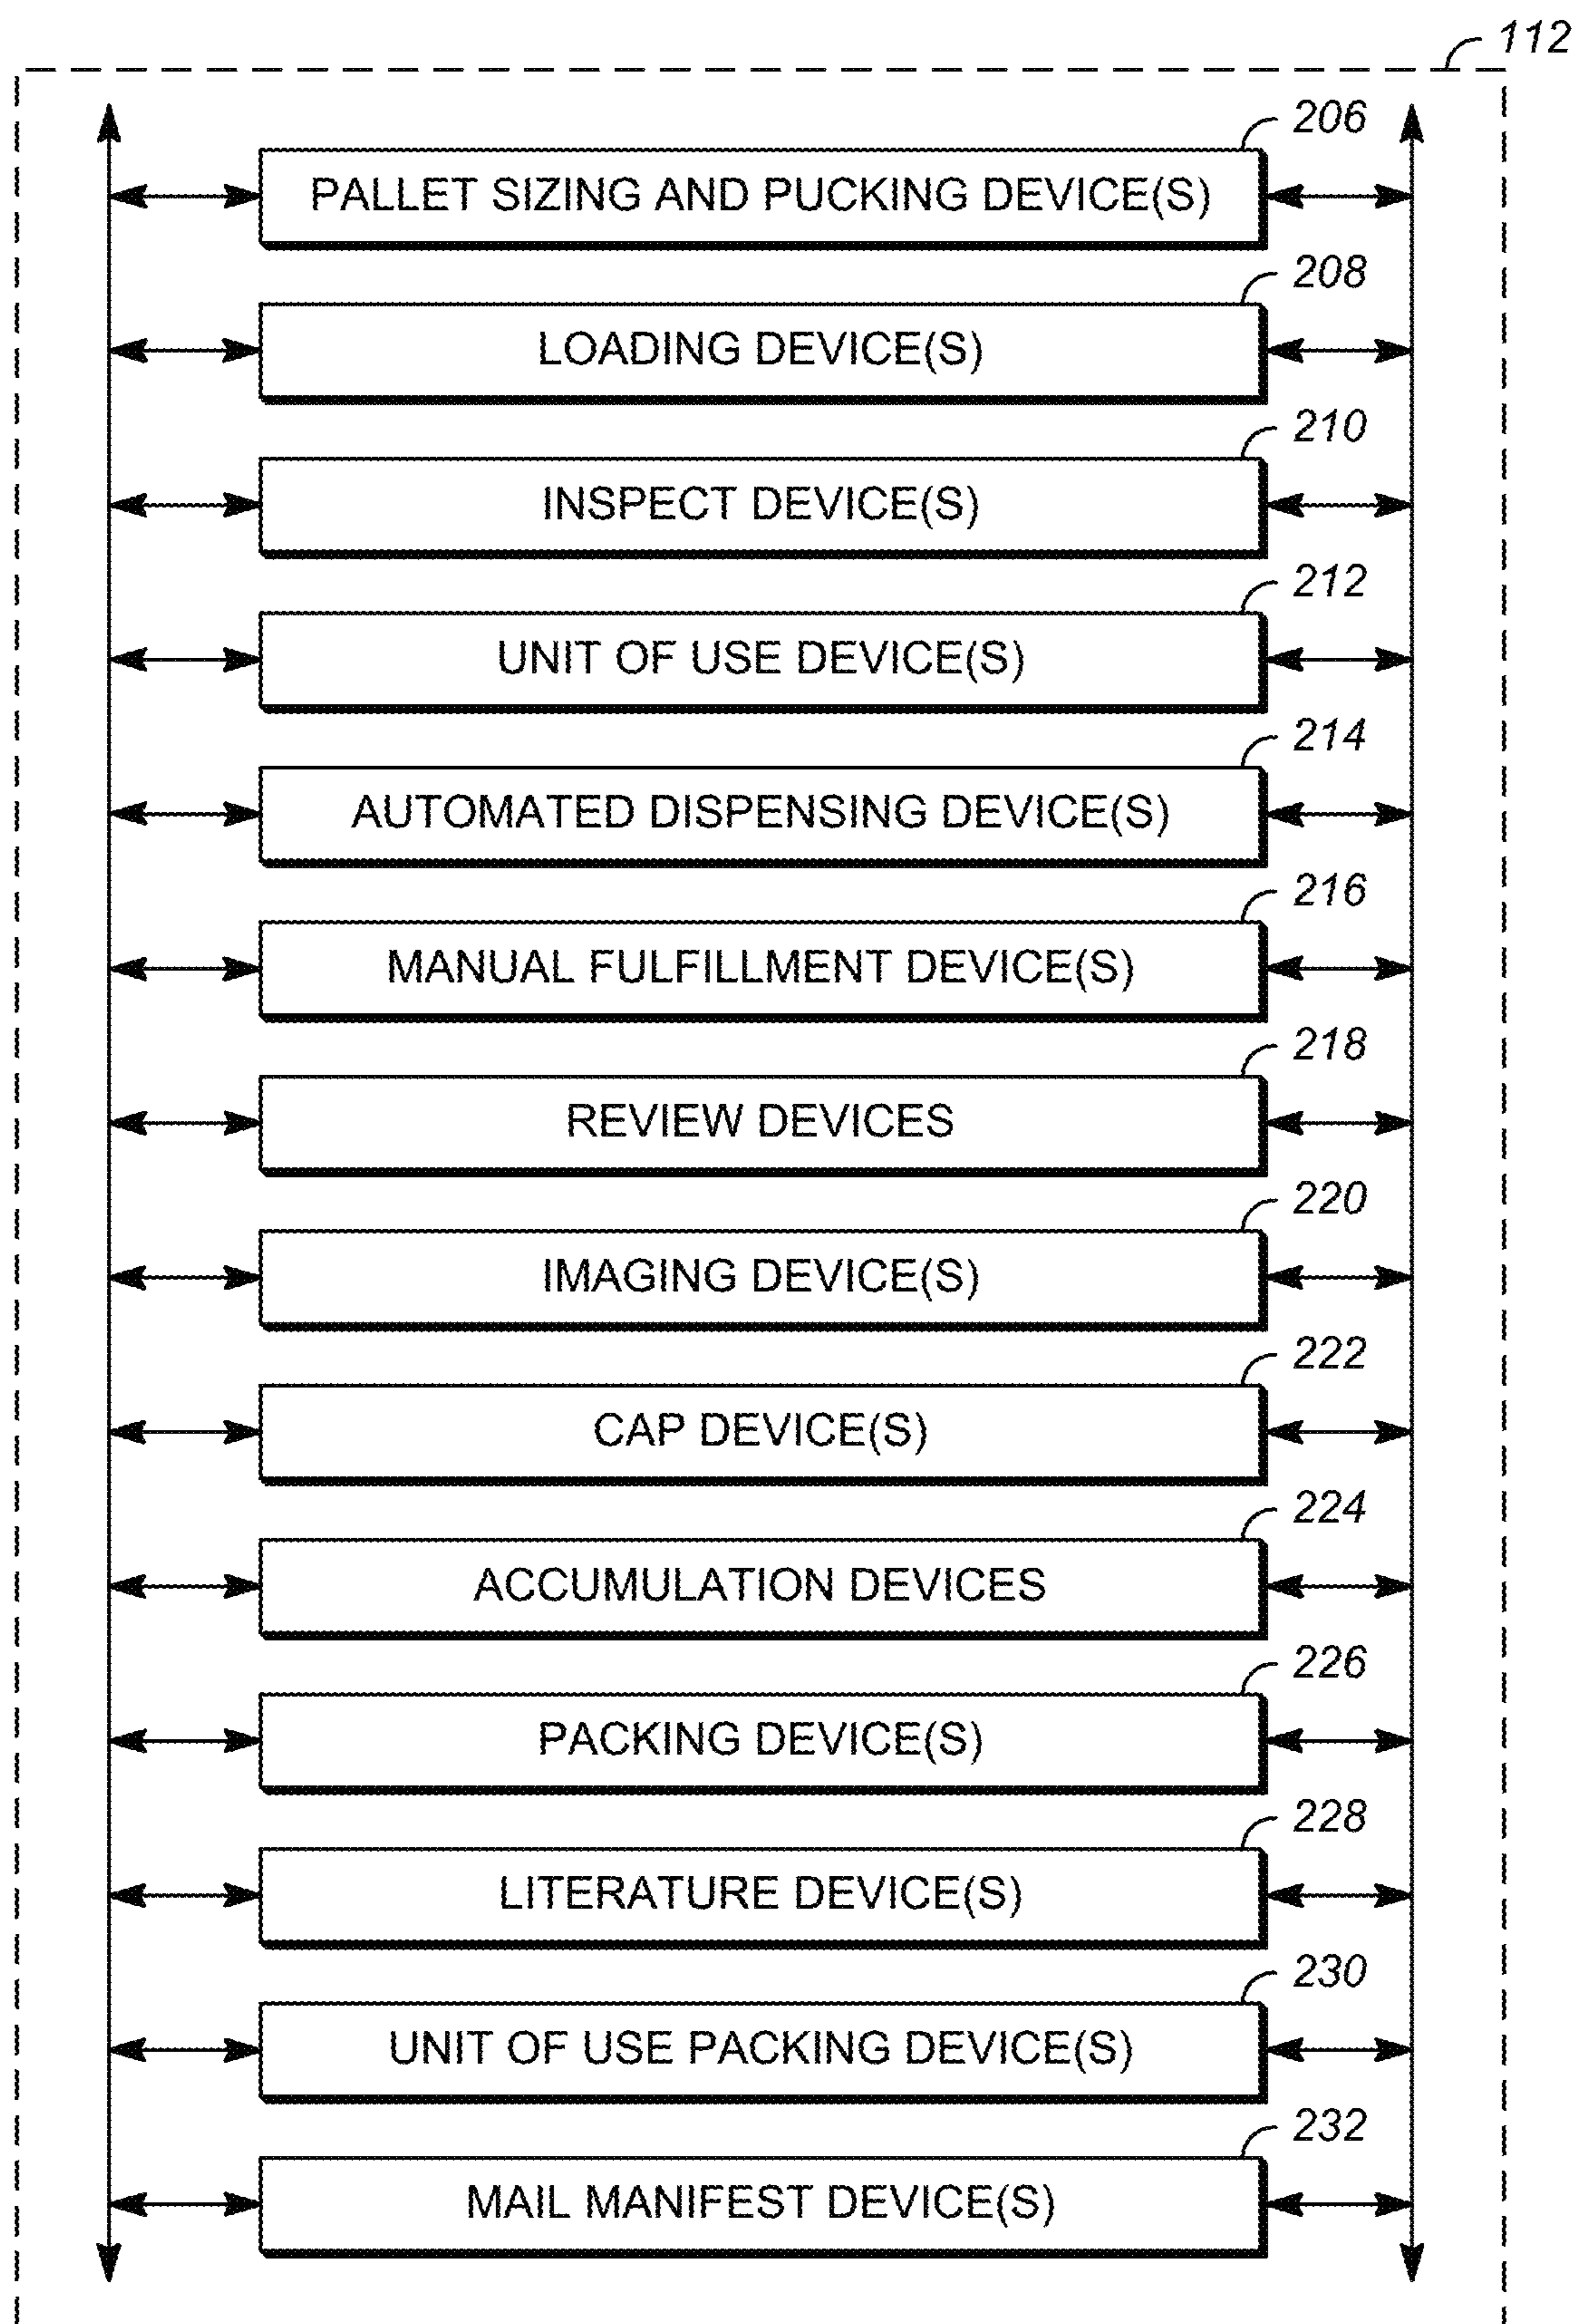 112
206
PALLET SIZING AND PUCKING DEVICE(S)
208
LOADING DEVICE(S)
210
INSPECT DEVICE(S)
212
UNIT OF USE DEVICE(S)
214
AUTOMATED DISPENSING DEVICE(S)
216
MANUAL FULFILLMENT DEVICE(S)
218
REVIEW DEVICES
220
IMAGING DEVICE(S)
222
CAP DEVICE(S)
224
ACCUMULATION DEVICES
226
PACKING DEVICE(S)
228
LITERATURE DEVICE(S)
230
UNIT OF USE PACKING DEVICE(S)
232
MAIL MANIFEST DEVICE(S)